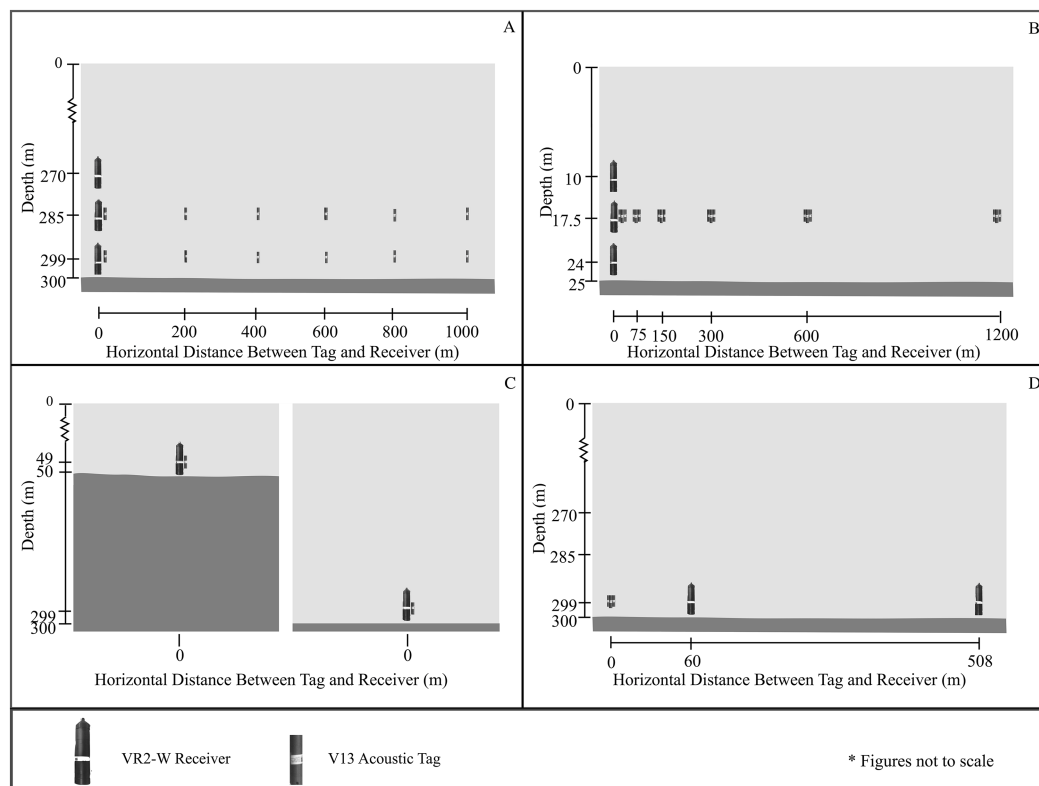 A
0
270
285
299
300
Depth (m)
0 200 400 600 800 1000
Horizontal Distance Between Tag and Receiver (m)
B
0
10
17.5
24
25
Depth (m)
0 75 150 300 600 1200
Horizontal Distance Between Tag and Receiver (m)
C
0
49
50
299
300
Depth (m)
0 0
Horizontal Distance Between Tag and Receiver (m)
D
0
270
285
299
300
Depth (m)
0 60 508
Horizontal Distance Between Tag and Receiver (m)
VR2-W Receiver
V13 Acoustic Tag
* Figures not to scale